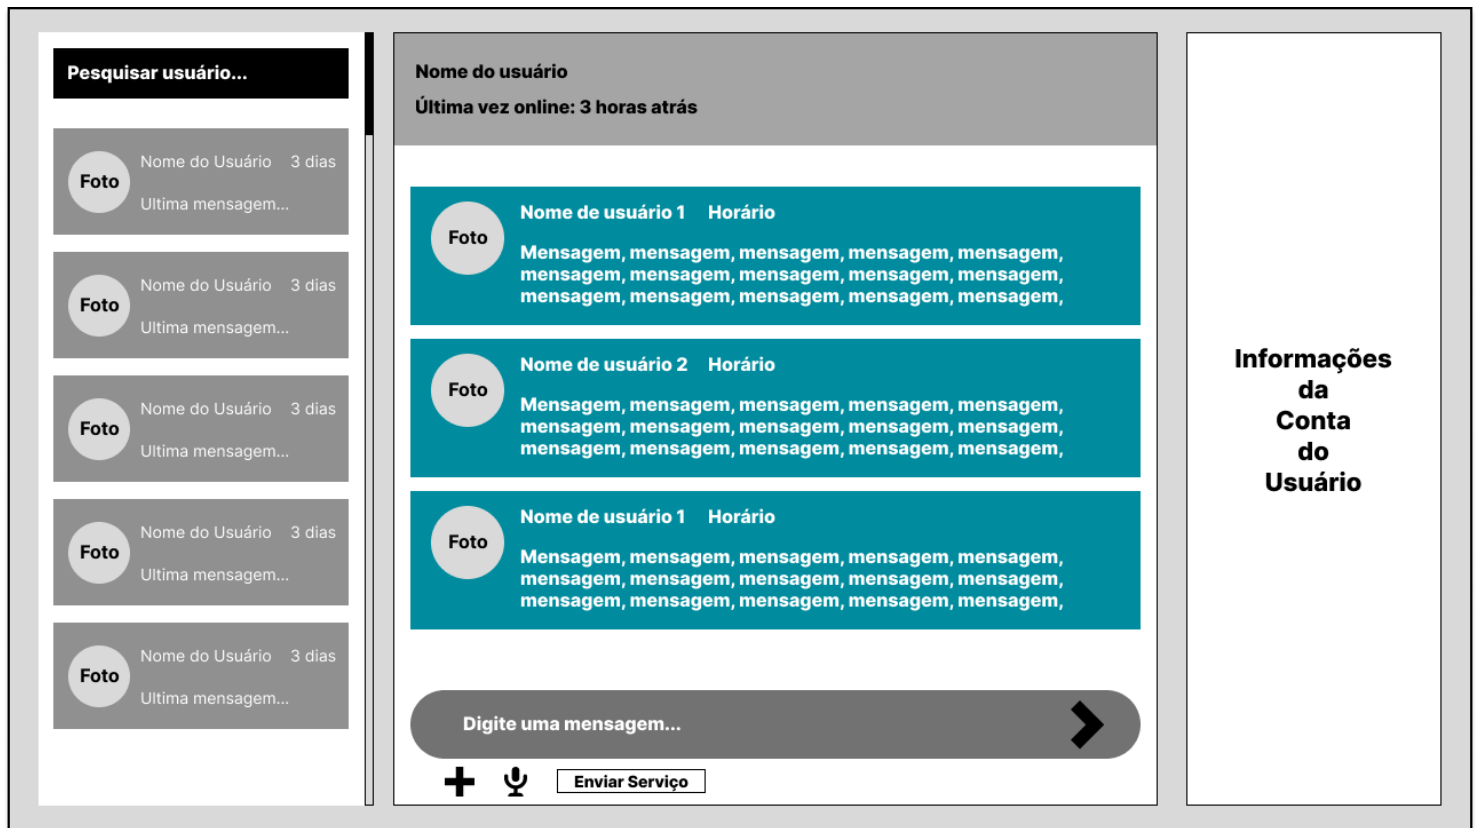 Pesquisar usuário...
Foto
Nome do Usuário 3 dias
Ultima mensagem...
Foto
Nome do Usuário 3 dias
Ultima mensagem...
Foto
Nome do Usuário 3 dias
Ultima mensagem...
Foto
Nome do Usuário 3 dias
Ultima mensagem...
Foto
Nome do Usuário 3 dias
Ultima mensagem...
Nome do usuário
Última vez online: 3 horas atrás
Foto
Nome de usuário 1 Horário
Mensagem, mensagem, mensagem, mensagem, mensagem,
mensagem, mensagem, mensagem, mensagem, mensagem,
mensagem, mensagem, mensagem, mensagem, mensagem,
Foto
Nome de usuário 2 Horário
Mensagem, mensagem, mensagem, mensagem, mensagem,
mensagem, mensagem, mensagem, mensagem, mensagem,
mensagem, mensagem, mensagem, mensagem, mensagem,
Foto
Nome de usuário 1 Horário
Mensagem, mensagem, mensagem, mensagem, mensagem,
mensagem, mensagem, mensagem, mensagem, mensagem,
mensagem, mensagem, mensagem, mensagem, mensagem,
Digite uma mensagem...
Enviar Serviço
Informações
da
Conta
do
Usuário